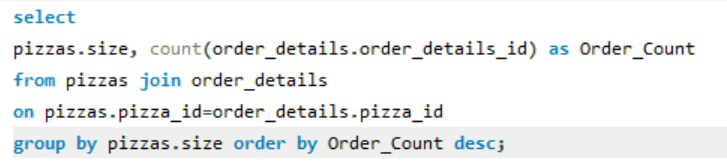 select
pizzas.size, count(order_details.order_details_id) as Order_Count
from pizzas join order_details
on pizzas.pizza_id=order_details.pizza_id
group by pizzas.size order by Order_Count desc;